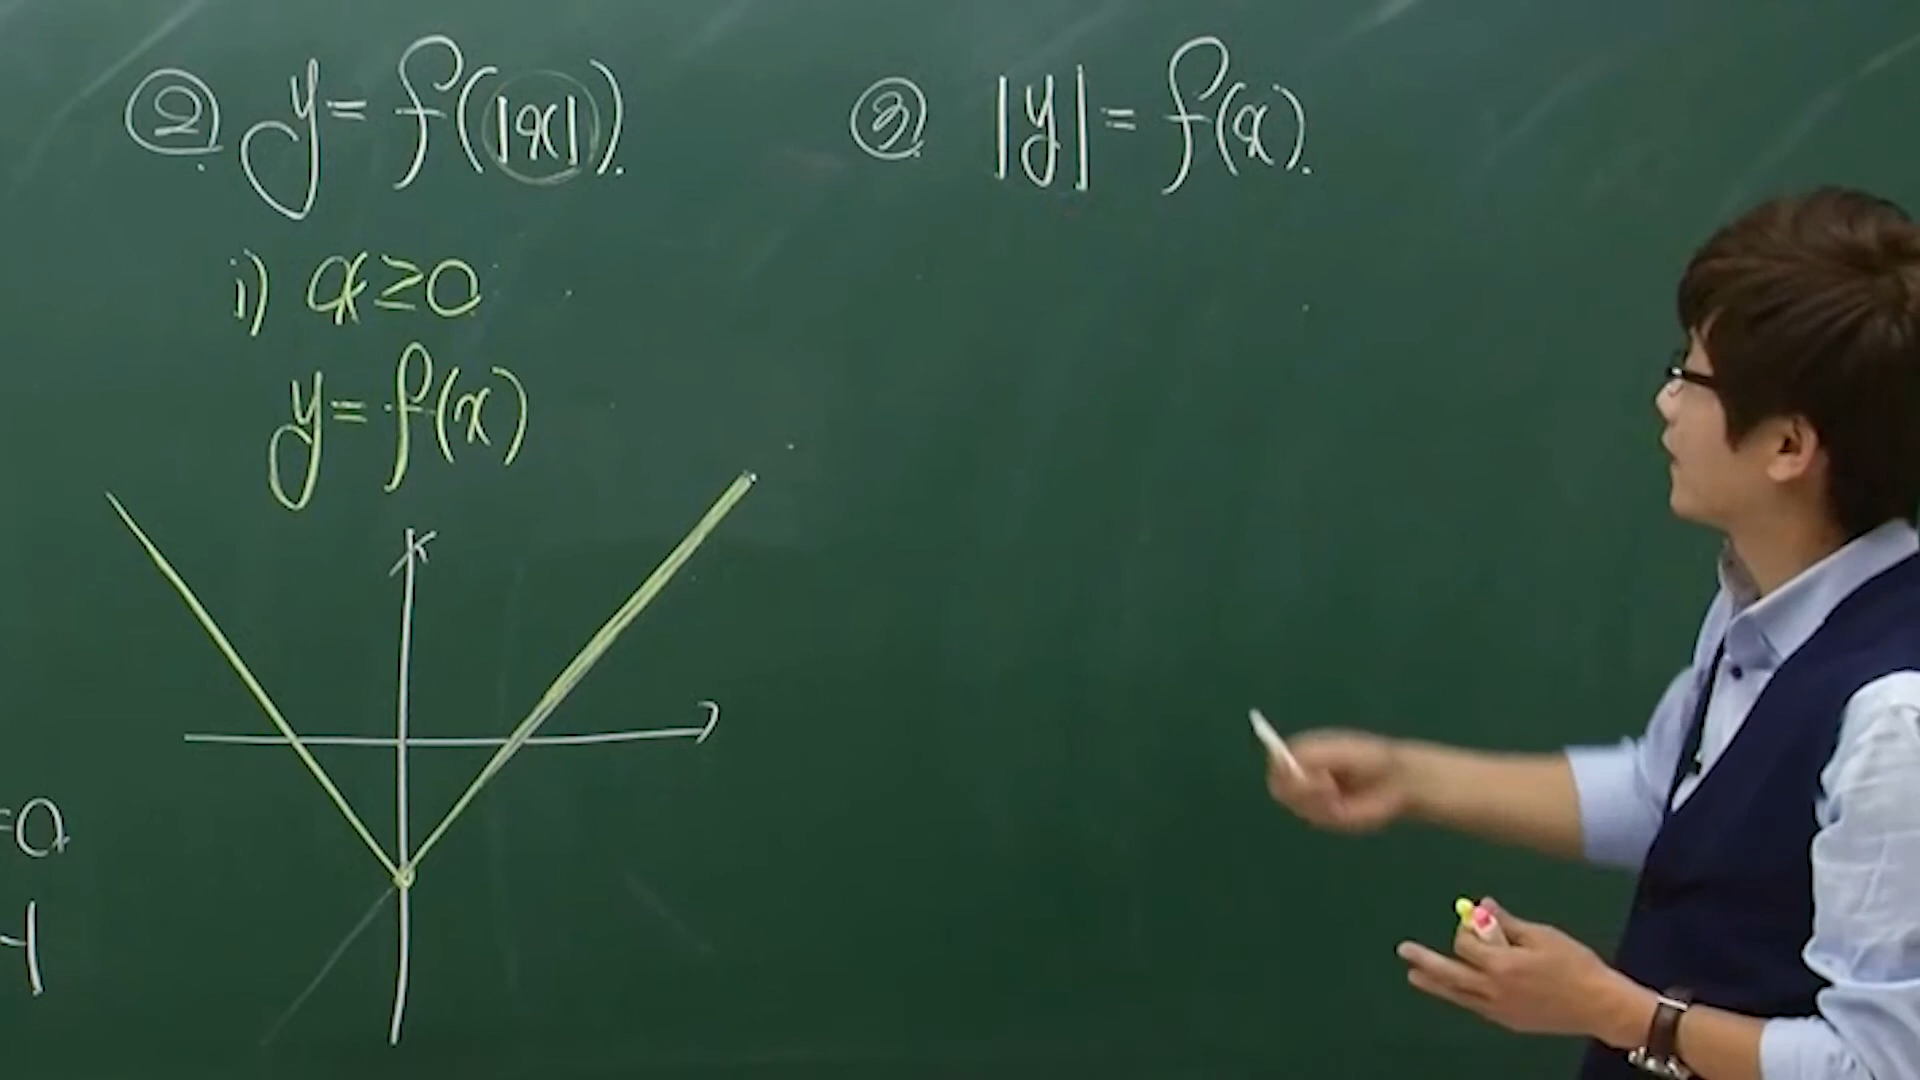 ② y = f(|x|).
i) x ≥ 0
y = f(x)
③ |y| = f(x).